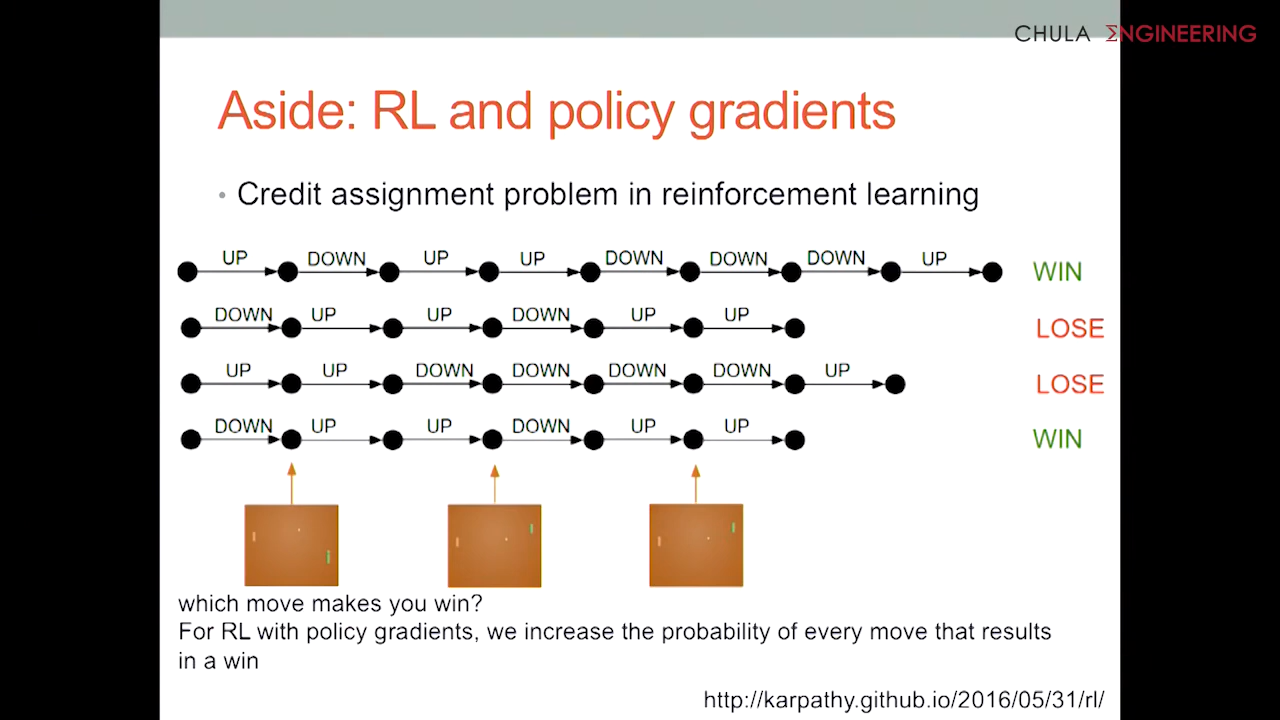 CHULA ΣNGINEERING
Aside: RL and policy gradients
• Credit assignment problem in reinforcement learning
UP DOWN UP UP DOWN DOWN DOWN UP WIN
DOWN UP UP DOWN UP UP LOSE
UP UP DOWN DOWN DOWN DOWN UP LOSE
DOWN UP UP DOWN UP UP WIN
which move makes you win?
For RL with policy gradients, we increase the probability of every move that results
in a win
http://karpathy.github.io/2016/05/31/rl/